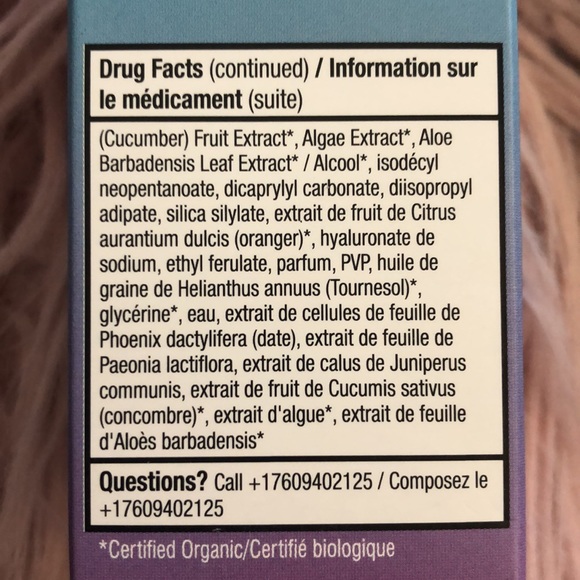 Drug Facts (continued) / Information sur
le médicament (suite)
(Cucumber) Fruit Extract*, Algae Extract*, Aloe
Barbadensis Leaf Extract* / Alcool*, isodécyl
neopentanoate, dicaprylyl carbonate, diisopropyl
adipate, silica silylate, extrait de fruit de Citrus
aurantium dulcis (oranger)*, hyaluronate de
sodium, ethyl ferulate, parfum, PVP, huile de
graine de Helianthus annuus (Tournesol)*,
glycérine*, eau, extrait de cellules de feuille de
Phoenix dactylifera (date), extrait de feuille de
Paeonia lactiflora, extrait de calus de Juniperus
communis, extrait de fruit de Cucumis sativus
(concombre)*, extrait d'algue*, extrait de feuille
d'Aloès barbadensis*
Questions? Call +17609402125 / Composez le
+17609402125
*Certified Organic/Certifié biologique